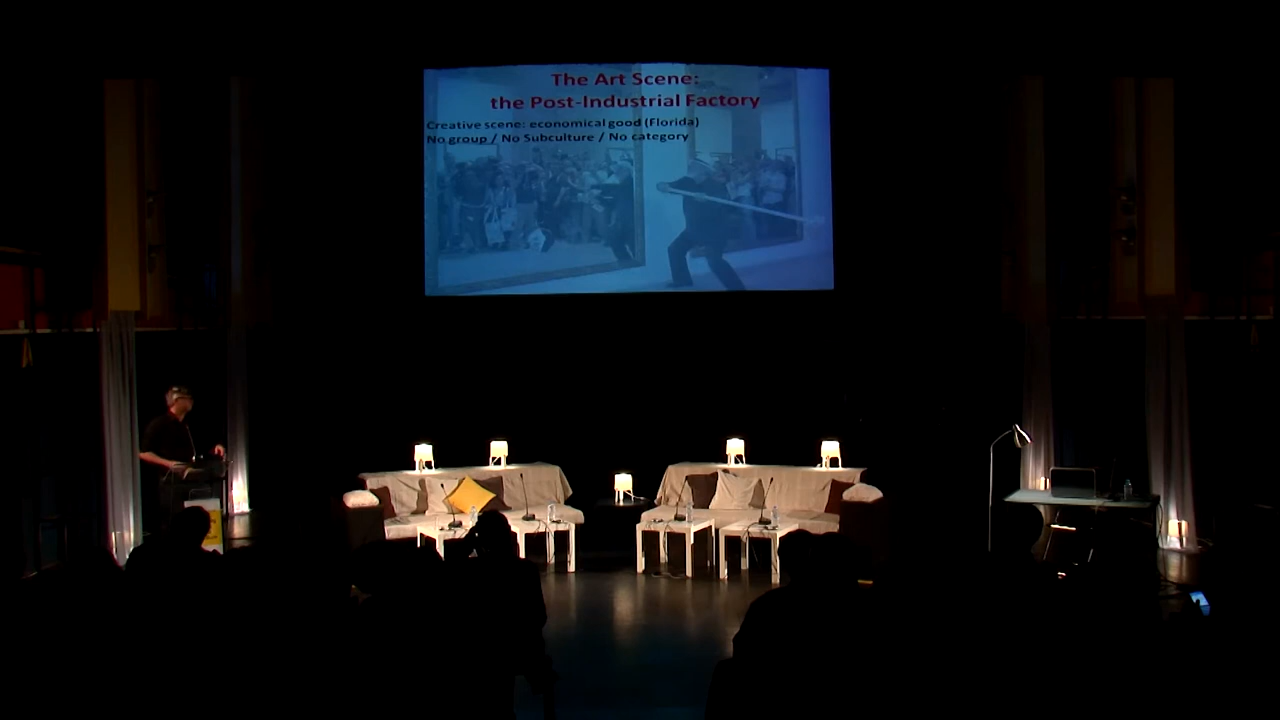 The Art Scene:
the Post-Industrial Factory
Creative scene: economical good (Florida)
No group / No Subculture / No category